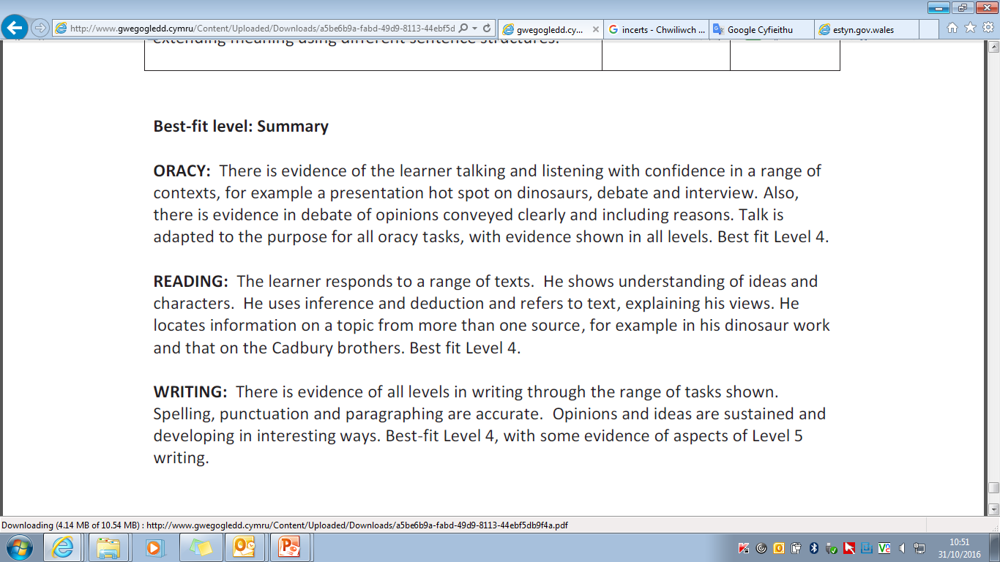 http://www.gwegogledd.cymru/Content/Uploaded/Downloads/a5be6b9a-fabd-49d9-8113-44ebf5d
gwegogledd.cy...
incerts - Chwiliwch ...
Google Cyfieithu
estyn.gov.wales
extending meaning using different sentence structures.
Best-fit level: Summary
ORACY: There is evidence of the learner talking and listening with confidence in a range of
contexts, for example a presentation hot spot on dinosaurs, debate and interview. Also,
there is evidence in debate of opinions conveyed clearly and including reasons. Talk is
adapted to the purpose for all oracy tasks, with evidence shown in all levels. Best fit Level 4.
READING: The learner responds to a range of texts. He shows understanding of ideas and
characters. He uses inference and deduction and refers to text, explaining his views. He
locates information on a topic from more than one source, for example in his dinosaur work
and that on the Cadbury brothers. Best fit Level 4.
WRITING: There is evidence of all levels in writing through the range of tasks shown.
Spelling, punctuation and paragraphing are accurate. Opinions and ideas are sustained and
developing in interesting ways. Best-fit Level 4, with some evidence of aspects of Level 5
writing.
Downloading (4.14 MB of 10.54 MB) : http://www.gwegogledd.cymru/Content/Uploaded/Downloads/a5be6b9a-fabd-49d9-8113-44ebf5db9f4a.pdf
10:51
31/10/2016